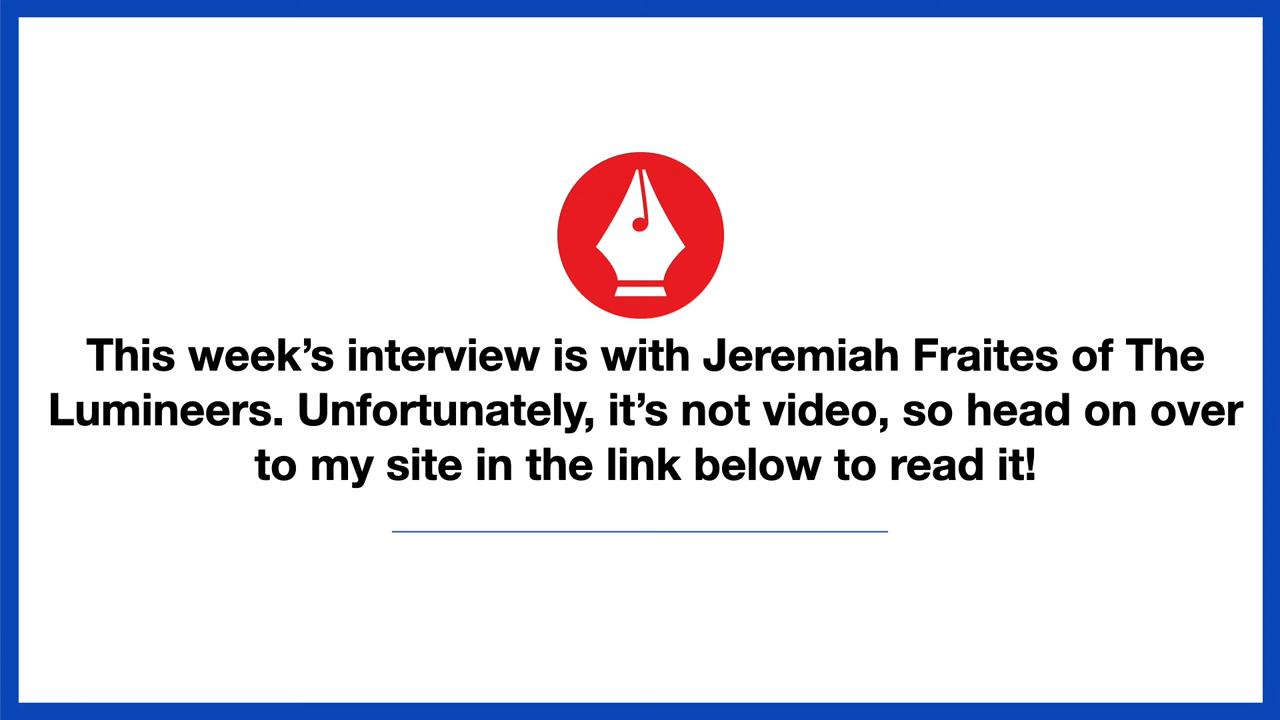 This week’s interview is with Jeremiah Fraites of The
Lumineers. Unfortunately, it’s not video, so head on over
to my site in the link below to read it!